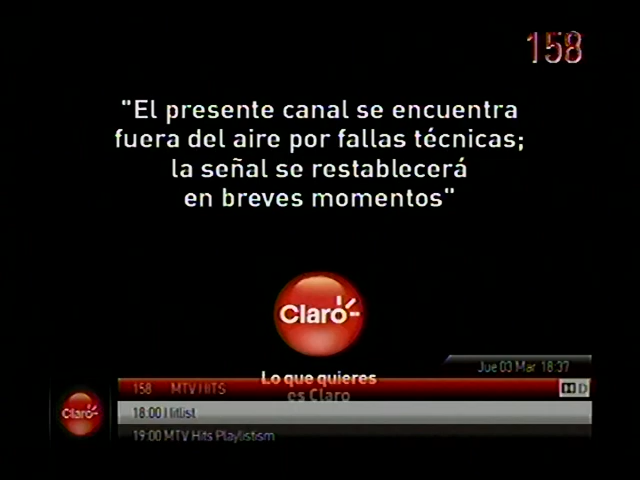 158
"El presente canal se encuentra
fuera del aire por fallas técnicas;
la señal se restablecerá
en breves momentos"
Claro
Jue 03 Mar 18:37
158 MTV HITS
Lo que quieres
es Claro
Claro
18:00 Hitlist
19:00 MTV Hits Playlistism